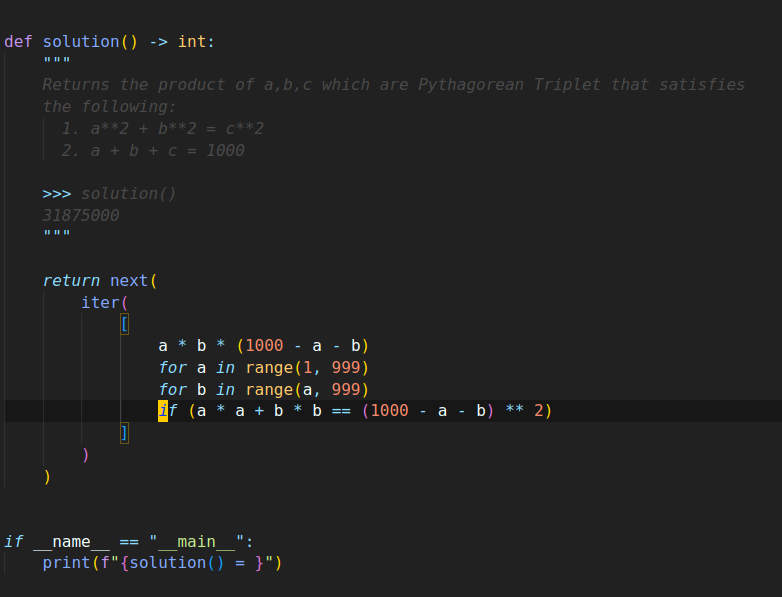 def solution() -> int:
    """
    Returns the product of a,b,c which are Pythagorean Triplet that satisfies
    the following:
      1. a**2 + b**2 = c**2
      2. a + b + c = 1000

    >>> solution()
    31875000
    """

    return next(
        iter(
            [
                a * b * (1000 - a - b)
                for a in range(1, 999)
                for b in range(a, 999)
                if (a * a + b * b == (1000 - a - b) ** 2)
            ]
        )
    )


if __name__ == "__main__":
    print(f"{solution() = }")